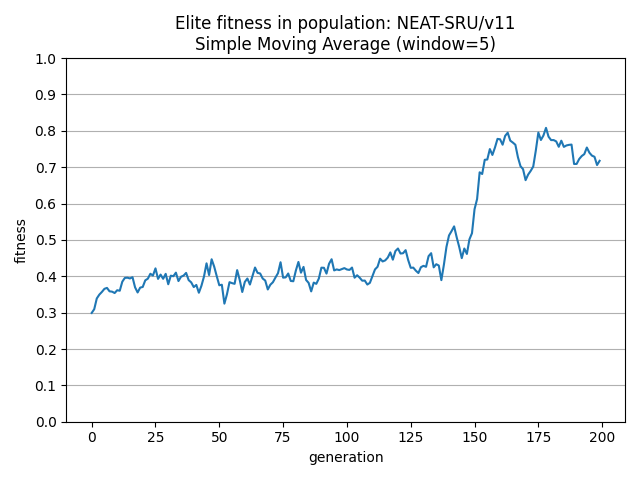 Elite fitness in population: NEAT-SRU/v11
Simple Moving Average (window=5)
1.0
0.9
0.8
0.7
0.6
0.5
0.4
0.3
0.2
0.1
0.0
fitness
0 25 50 75 100 125 150 175 200
generation